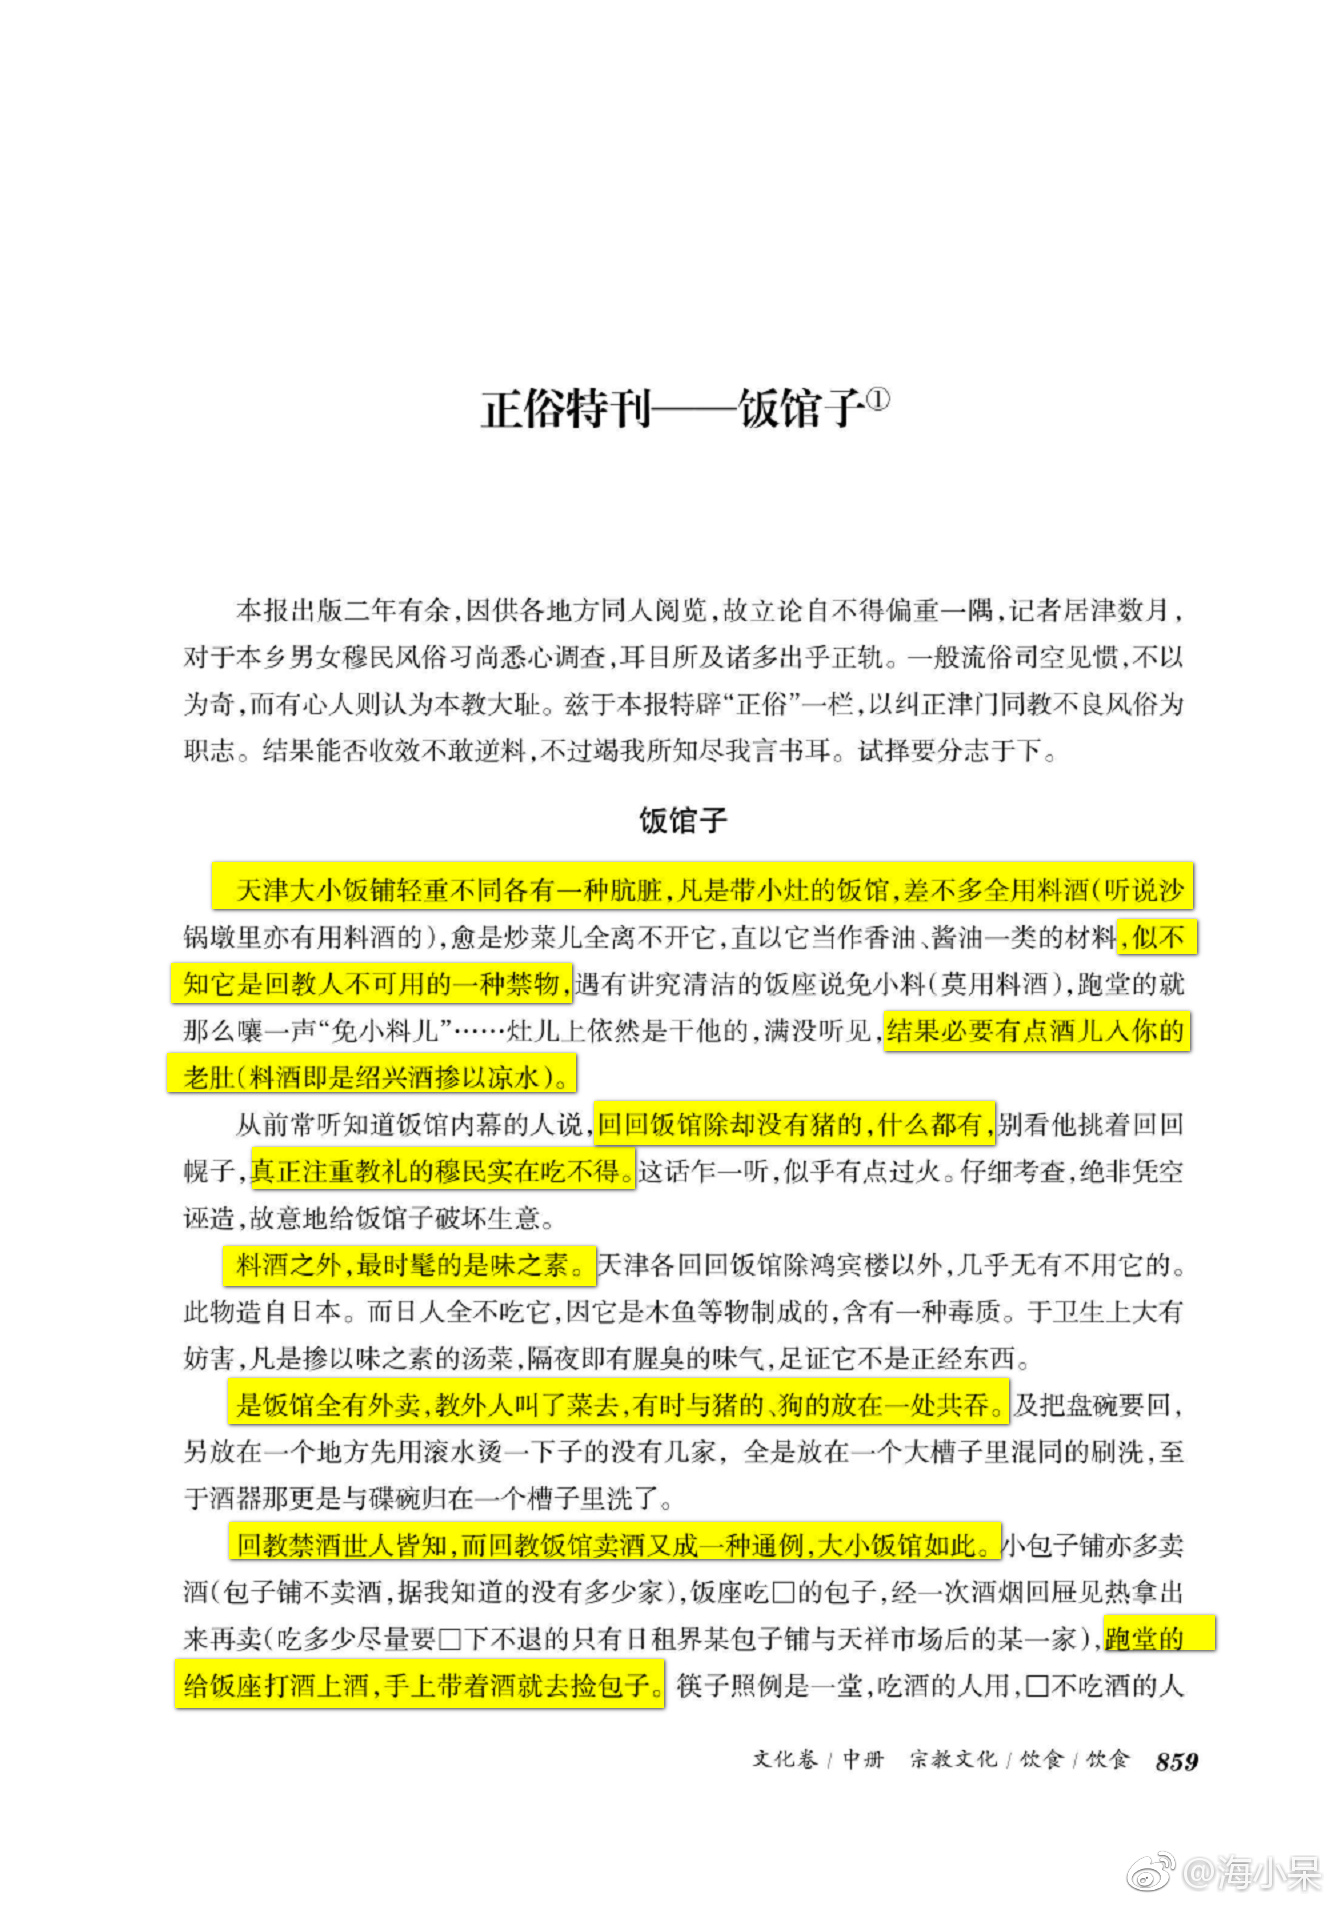 正俗特刊——饭馆子①
本报出版二年有余,因供各地方同人阅览,故立论自不得偏重一隅,记者居津数月,
对于本乡男女穆民风俗习尚悉心调查,耳目所及诸多出乎正轨。一般流俗司空见惯,不以
为奇,而有心人则认为本教大耻。兹于本报特辟“正俗”一栏,以纠正津门同教不良风俗为
职志。结果能否收效不敢逆料,不过竭我所知尽我言书耳。试择要分志于下。
饭馆子
天津大小饭铺轻重不同各有一种肮脏,凡是带小灶的饭馆,差不多全用料酒(听说沙
锅墩里亦有用料酒的),愈是炒菜儿全离不开它,直以它当作香油、酱油一类的材料,似不
知它是回教人不可用的一种禁物,遇有讲究清洁的饭座说免小料(莫用料酒),跑堂的就
那么嚷一声“免小料儿”……灶儿上依然是干他的,满没听见,结果必要有点酒儿入你的
老肚(料酒即是绍兴酒掺以凉水)。
从前常听知道饭馆内幕的人说,回回饭馆除却没有猪的,什么都有,别看他挑着回回
幌子,真正注重教礼的穆民实在吃不得。这话乍一听,似乎有点过火。仔细考查,绝非凭空
诬造,故意地给饭馆子破坏生意。
料酒之外,最时髦的是味之素。天津各回回饭馆除鸿宾楼以外,几乎无有不用它的。
此物造自日本。而日人全不吃它,因它是木鱼等物制成的,含有一种毒质。于卫生上大有
妨害,凡是掺以味之素的汤菜,隔夜即有腥臭的味气,足证它不是正经东西。
是饭馆全有外卖,教外人叫了菜去,有时与猪的、狗的放在一处共吞。及把盘碗要回,
另放在一个地方先用滚水烫一下子的没有几家,全是放在一个大槽子里混同的刷洗,至
于酒器那更是与碟碗归在一个槽子里洗了。
回教禁酒世人皆知,而回教饭馆卖酒又成一种通例,大小饭馆如此。小包子铺亦多卖
酒(包子铺不卖酒,据我知道的没有多少家),饭座吃□的包子,经一次酒烟回屉见热拿出
来再卖(吃多少尽量要□下不退的只有日租界某包子铺与天祥市场后的某一家),跑堂的
给饭座打酒上酒,手上带着酒就去捡包子。筷子照例是一堂,吃酒的人用,□不吃酒的人
文化卷/中册 宗教文化/饮食/饮食 859
@海小呆